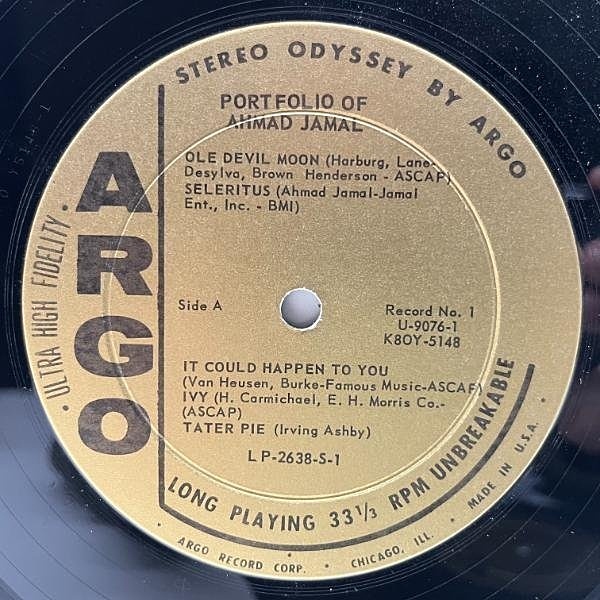 STEREO ODYSSEY BY ARGO
PORTFOLIO OF
AHMAD JAMAL
ARGO
· ULTRA HIGH FIDELITY ·
OLE DEVIL MOON (Harburg, Lane-
Desylva, Brown Henderson - ASCAP)
SELERITUS (Ahmad Jamal-Jamal
Ent., Inc. - BMI)
Side A
Record No. 1
U-9076-1
K8OY-5148
IT COULD HAPPEN TO YOU
(Van Heusen, Burke-Famous Music-ASCAP)
IVY (H. Carmichael, E. H. Morris Co.-
(ASCAP)
TATER PIE (Irving Ashby)
LP-2638-S-1
LONG PLAYING 33 1/3 RPM UNBREAKABLE
· ARGO RECORD CORP. · CHICAGO, ILL. · MADE IN U.S.A. ·